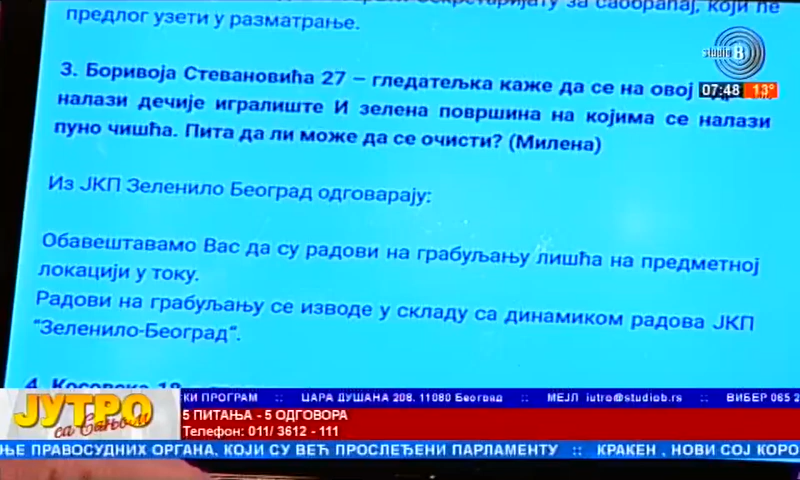 предлог узети у разматрање.
3. Боривоја Стевановића 27 – гледатељка каже да се на овој
налази дечије игралиште И зелена површина на којима се налази
пуно чишћа. Пита да ли може да се очисти? (Милена)
Из ЈКП Зеленило Београд одговарају:
Обавештавамо Вас да су радови на грабуљању лишћа на предметној
локацији у току.
Радови на грабуљању се изводе у складу са динамиком радова ЈКП
“Зеленило-Београд“.
studio B
07:48 13°
КИ ПРОГРАМ :: ЦАРА ДУШАНА 208. 11080 Београд :: МЕЈЛ jutro@studiob.rs :: ВИБЕР 065 2
ЈУТРО
са Сањом
5 ПИТАЊА - 5 ОДГОВОРА
Телефон: 011/ 3612 - 111
ЊЕ ПРАВОСУДНИХ ОРГАНА, КОЈИ СУ ВЕЋ ПРОСЛЕЂЕНИ ПАРЛАМЕНТУ :: КРАКЕН , НОВИ СОЈ КОРО